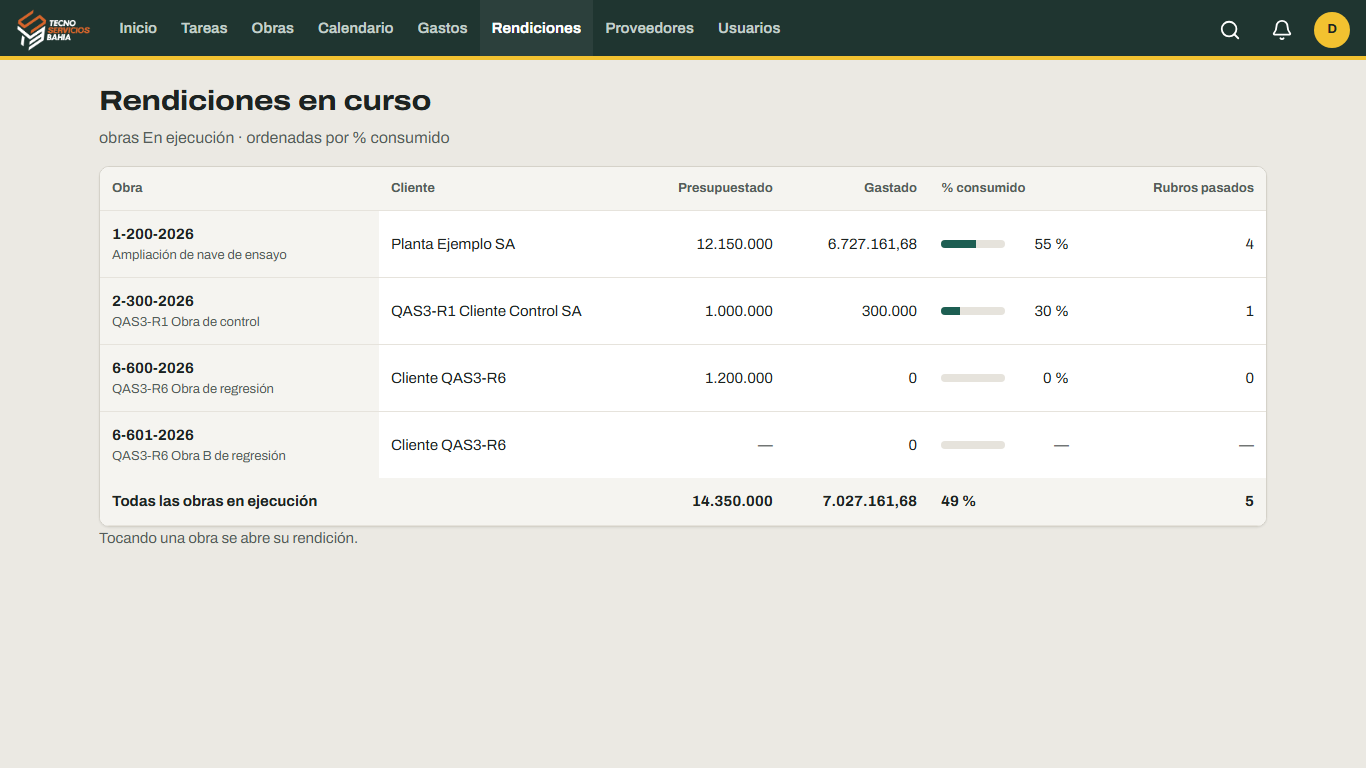 TECNO
SERVICIOS
BAHIA
Inicio
Tareas
Obras
Calendario
Gastos
Rendiciones
Proveedores
Usuarios
D
Rendiciones en curso
obras En ejecución · ordenadas por % consumido
Obra Cliente Presupuestado Gastado % consumido Rubros pasados
1-200-2026
Ampliación de nave de ensayo
Planta Ejemplo SA 12.150.000 6.727.161,68 55 % 4
2-300-2026
QAS3-R1 Obra de control
QAS3-R1 Cliente Control SA 1.000.000 300.000 30 % 1
6-600-2026
QAS3-R6 Obra de regresión
Cliente QAS3-R6 1.200.000 0 0 % 0
6-601-2026
QAS3-R6 Obra B de regresión
Cliente QAS3-R6 — 0 — —
Todas las obras en ejecución 14.350.000 7.027.161,68 49 % 5
Tocando una obra se abre su rendición.